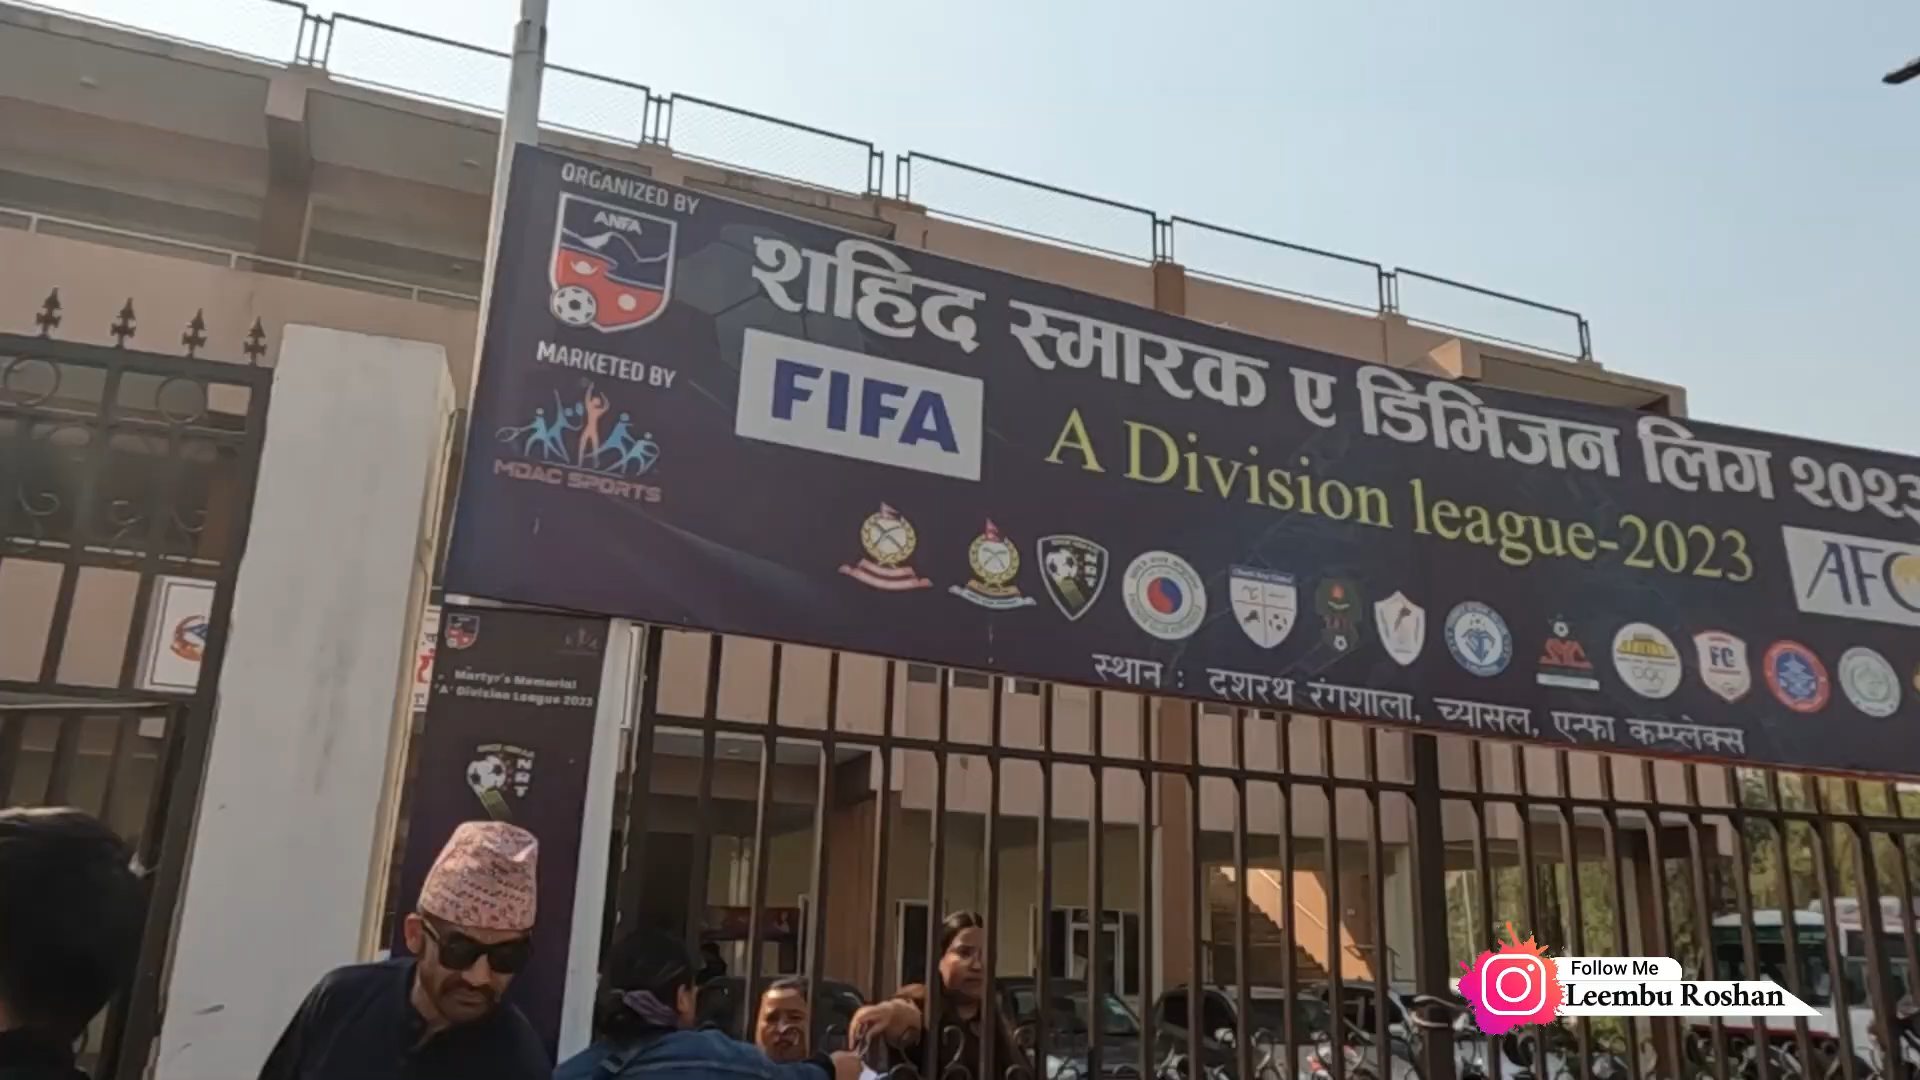 ORGANIZED BY
ANFA
MARKETED BY
MDAC SPORTS
शहिद स्मारक ए डिभिजन लिग २०२३
FIFA
A Division league-2023
AFC
FC
स्थान : दशरथ रंगशाला, च्यासल, एन्फा कम्प्लेक्स
Martyr's Memorial
'A' Division League 2023
NRT
Follow Me
Leembu Roshan